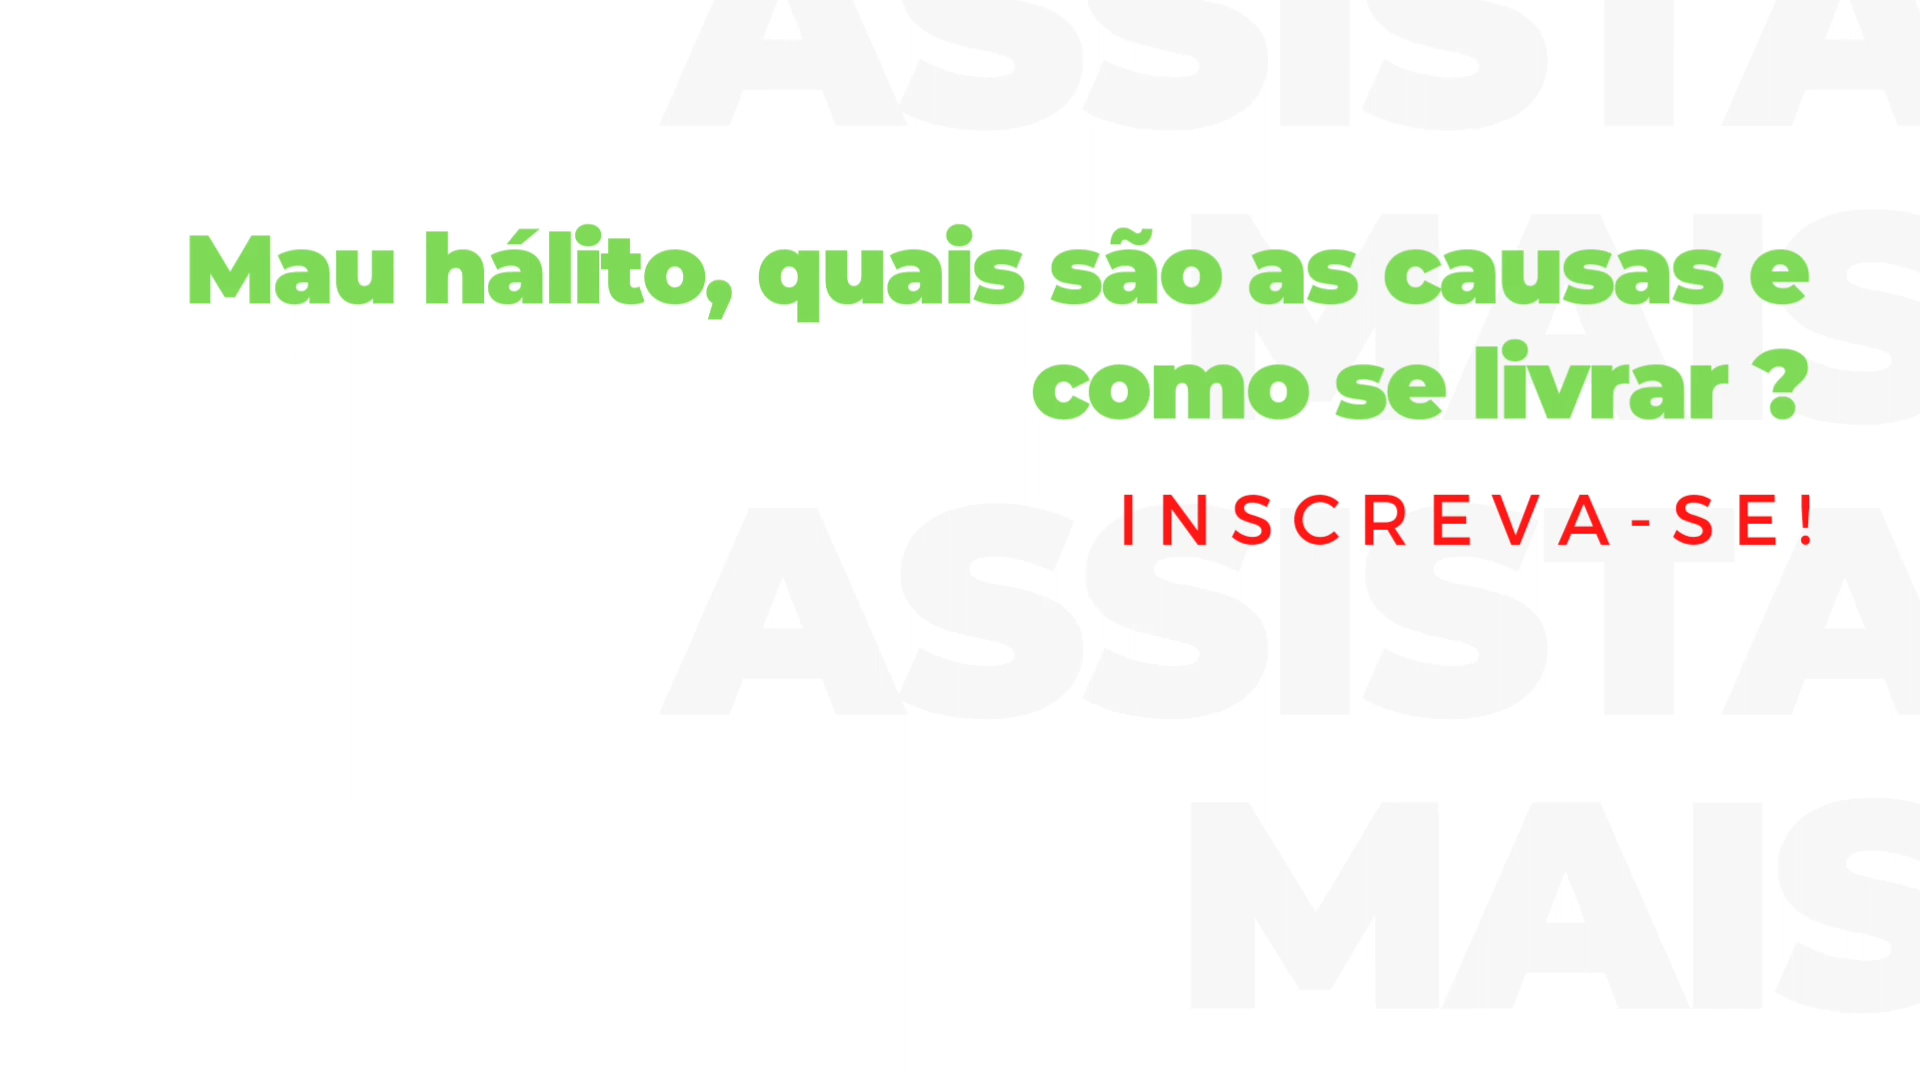 ASSISTA
Mau hálito, quais são as causas e
como se livrar ?
MAIS
INSCREVA-SE!
ASSISTA
MAIS